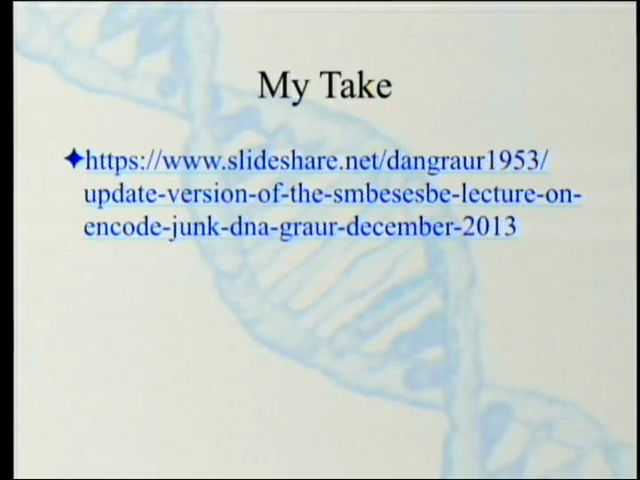 My Take
✦https://www.slideshare.net/dangraur1953/
update-version-of-the-smbesesbe-lecture-on-
encode-junk-dna-graur-december-2013